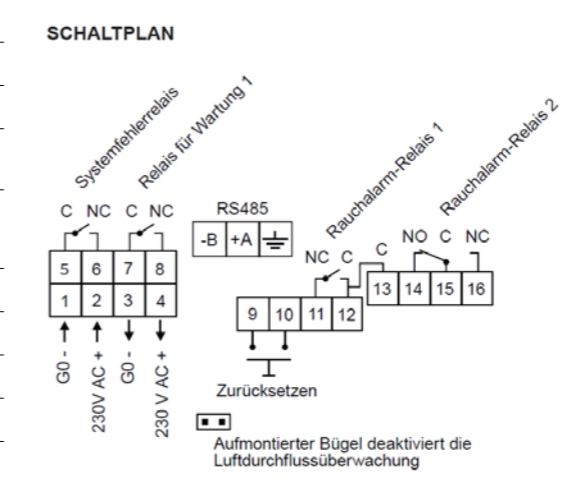 SCHALTPLAN
Systemfehlerrelais
Relais für Wartung 1
C NC C NC
5 6 7 8
1 2 3 4
G0 -
230V AC +
G0 -
230 V AC +
RS485
-B +A
Rauchalarm-Relais 1
Rauchalarm-Relais 2
NC C C NO C NC
13 14 15 16
9 10 11 12
Zurücksetzen
Aufmontierter Bügel deaktiviert die
Luftdurchflussüberwachung